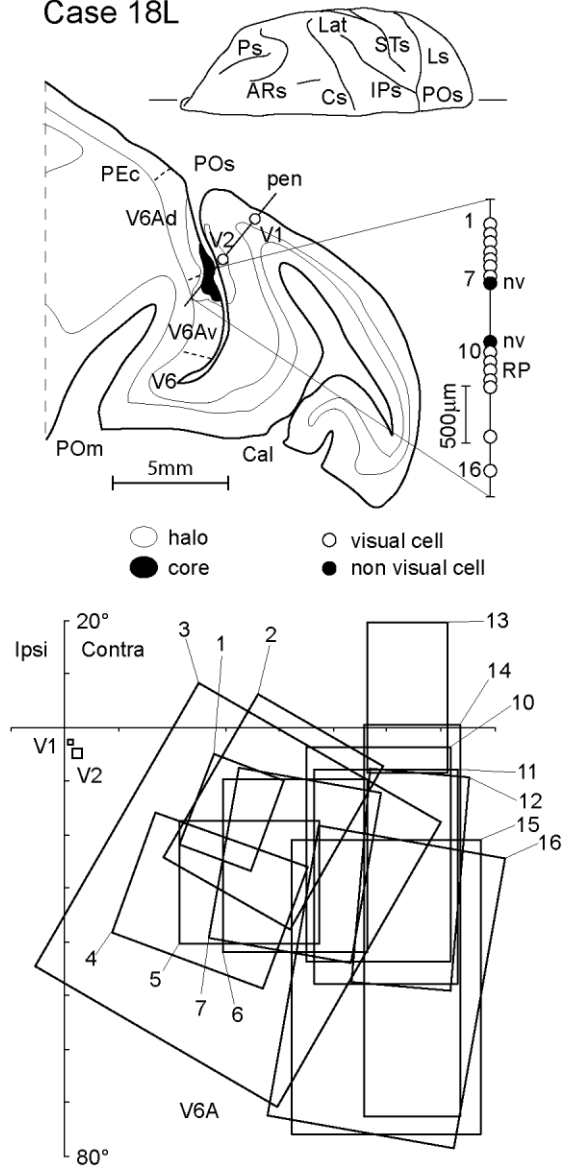 Case 18L
Ps
Lat
STs
Ls
ARs
Cs
IPs
POs
PEc
POs
pen
V6Ad
V2
V1
1
7
nv
nv
10
RP
V6Av
V6
500µm
16
POm
Cal
5mm
halo
core
visual cell
non visual cell
20°
Ipsi
Contra
3
1
2
13
14
10
V1
V2
11
12
15
16
4
5
7
6
V6A
80°